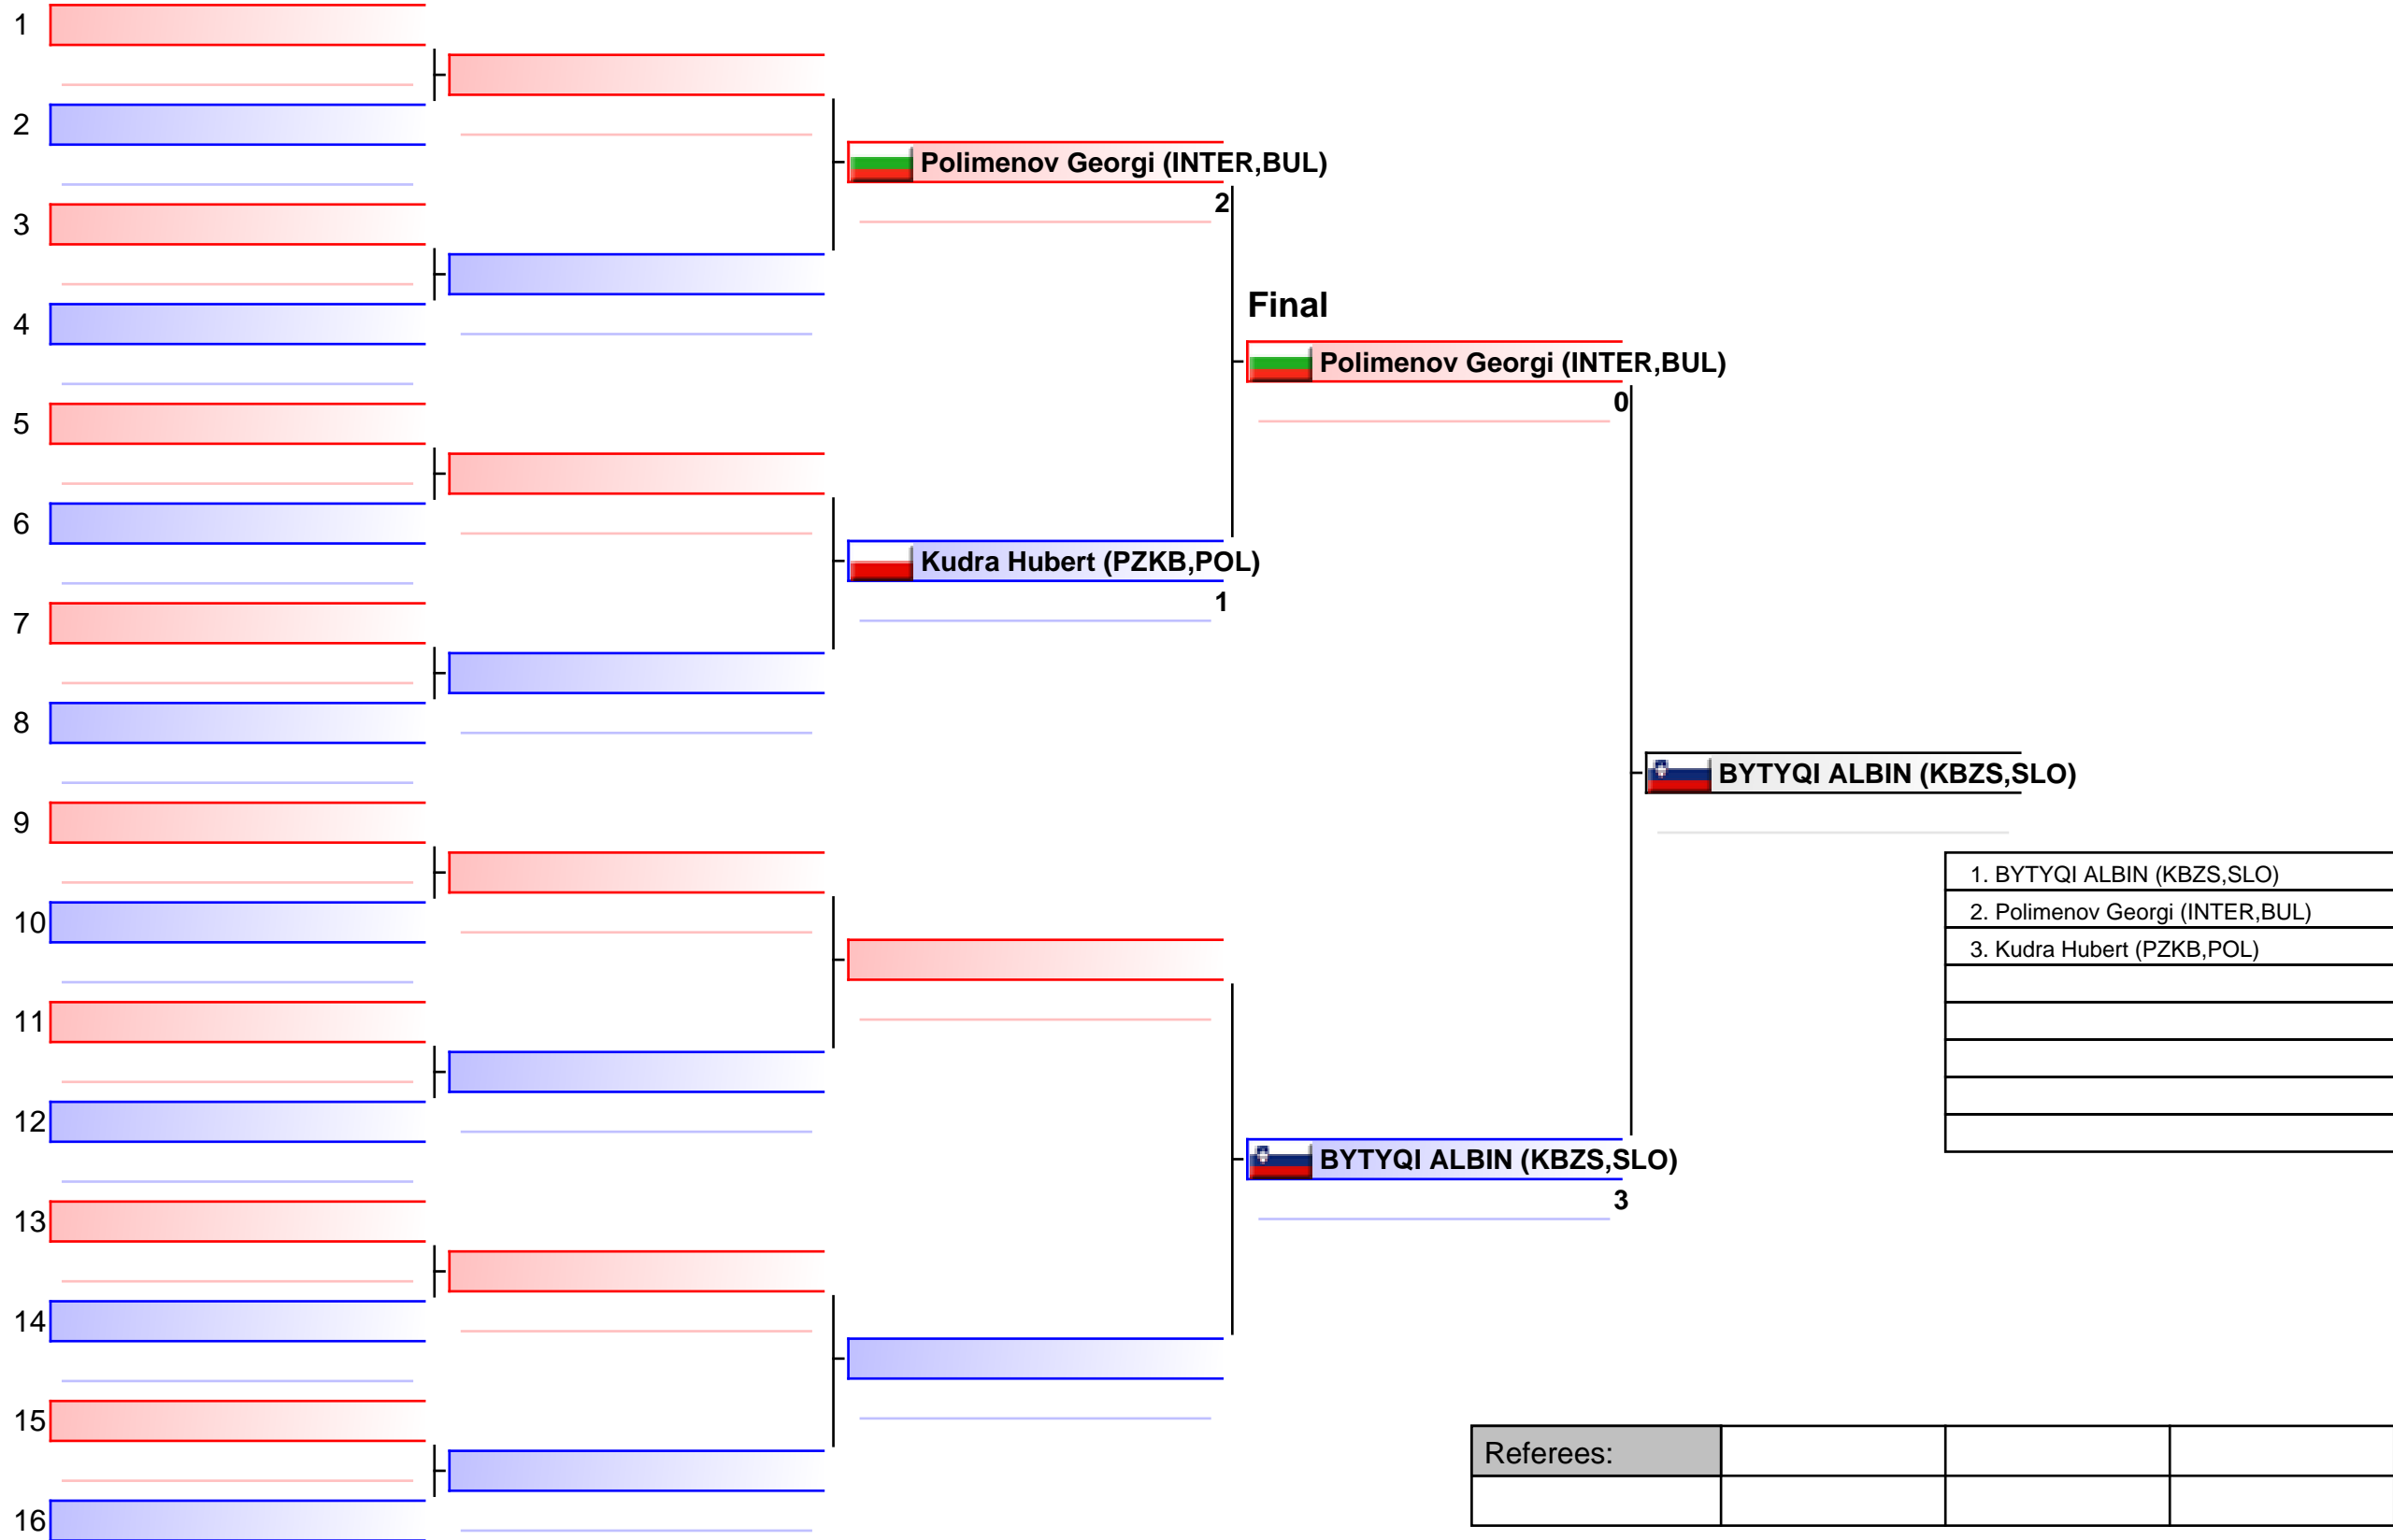 1
2
Polimenov Georgi (INTER,BUL)
2
3
Final
4
Polimenov Georgi (INTER,BUL)
0
5
6
Kudra Hubert (PZKB,POL)
1
7
8
BYTYQI ALBIN (KBZS,SLO)
9
1. BYTYQI ALBIN (KBZS,SLO)
2. Polimenov Georgi (INTER,BUL)
3. Kudra Hubert (PZKB,POL)
10
11
12
BYTYQI ALBIN (KBZS,SLO)
3
13
14
15
Referees:
16